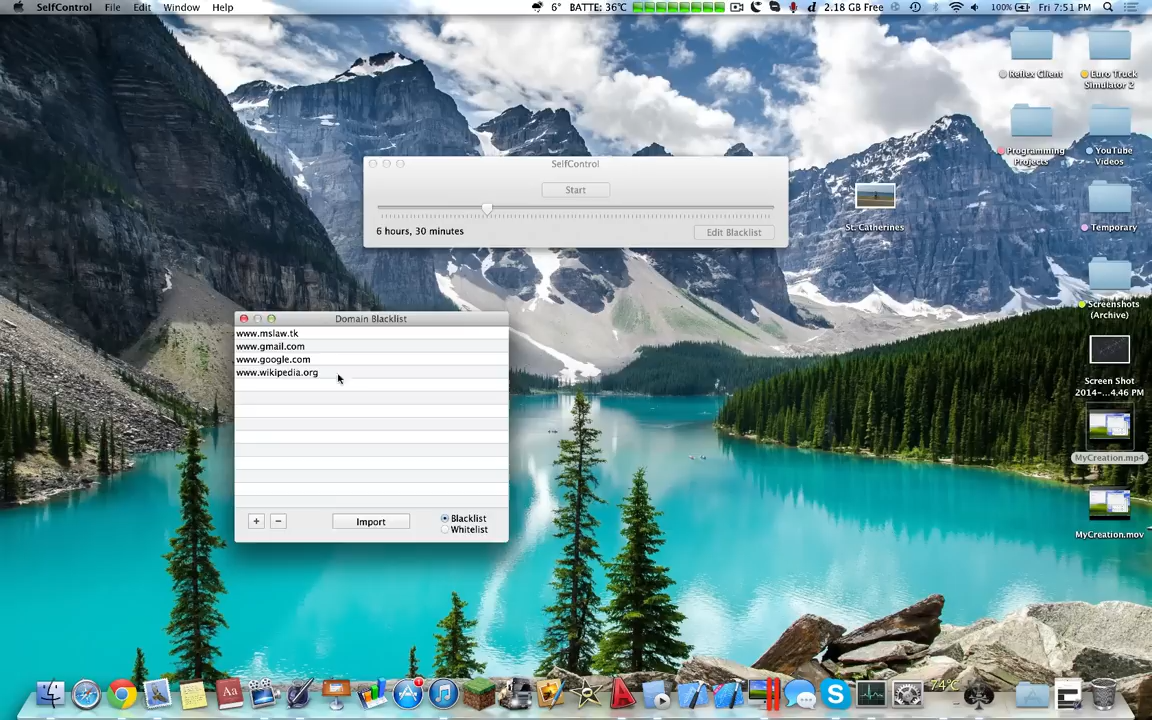 SelfControl File Edit Window Help
6° BATTE: 36℃ 2.18 GB Free 100% Fri 7:51 PM
Reflex Client
Euro Truck
Simulator 2
Programming
Projects
YouTube
Videos
St. Catherines
Temporary
Screenshots
(Archive)
Screen Shot
2014-...4.46 PM
MyCreation.mp4
MyCreation.mov
SelfControl
Start
6 hours, 30 minutes
Edit Blacklist
Domain Blacklist
www.mslaw.tk
www.gmail.com
www.google.com
www.wikipedia.org
+ − Import
Blacklist
Whitelist
Aa
1
74℃